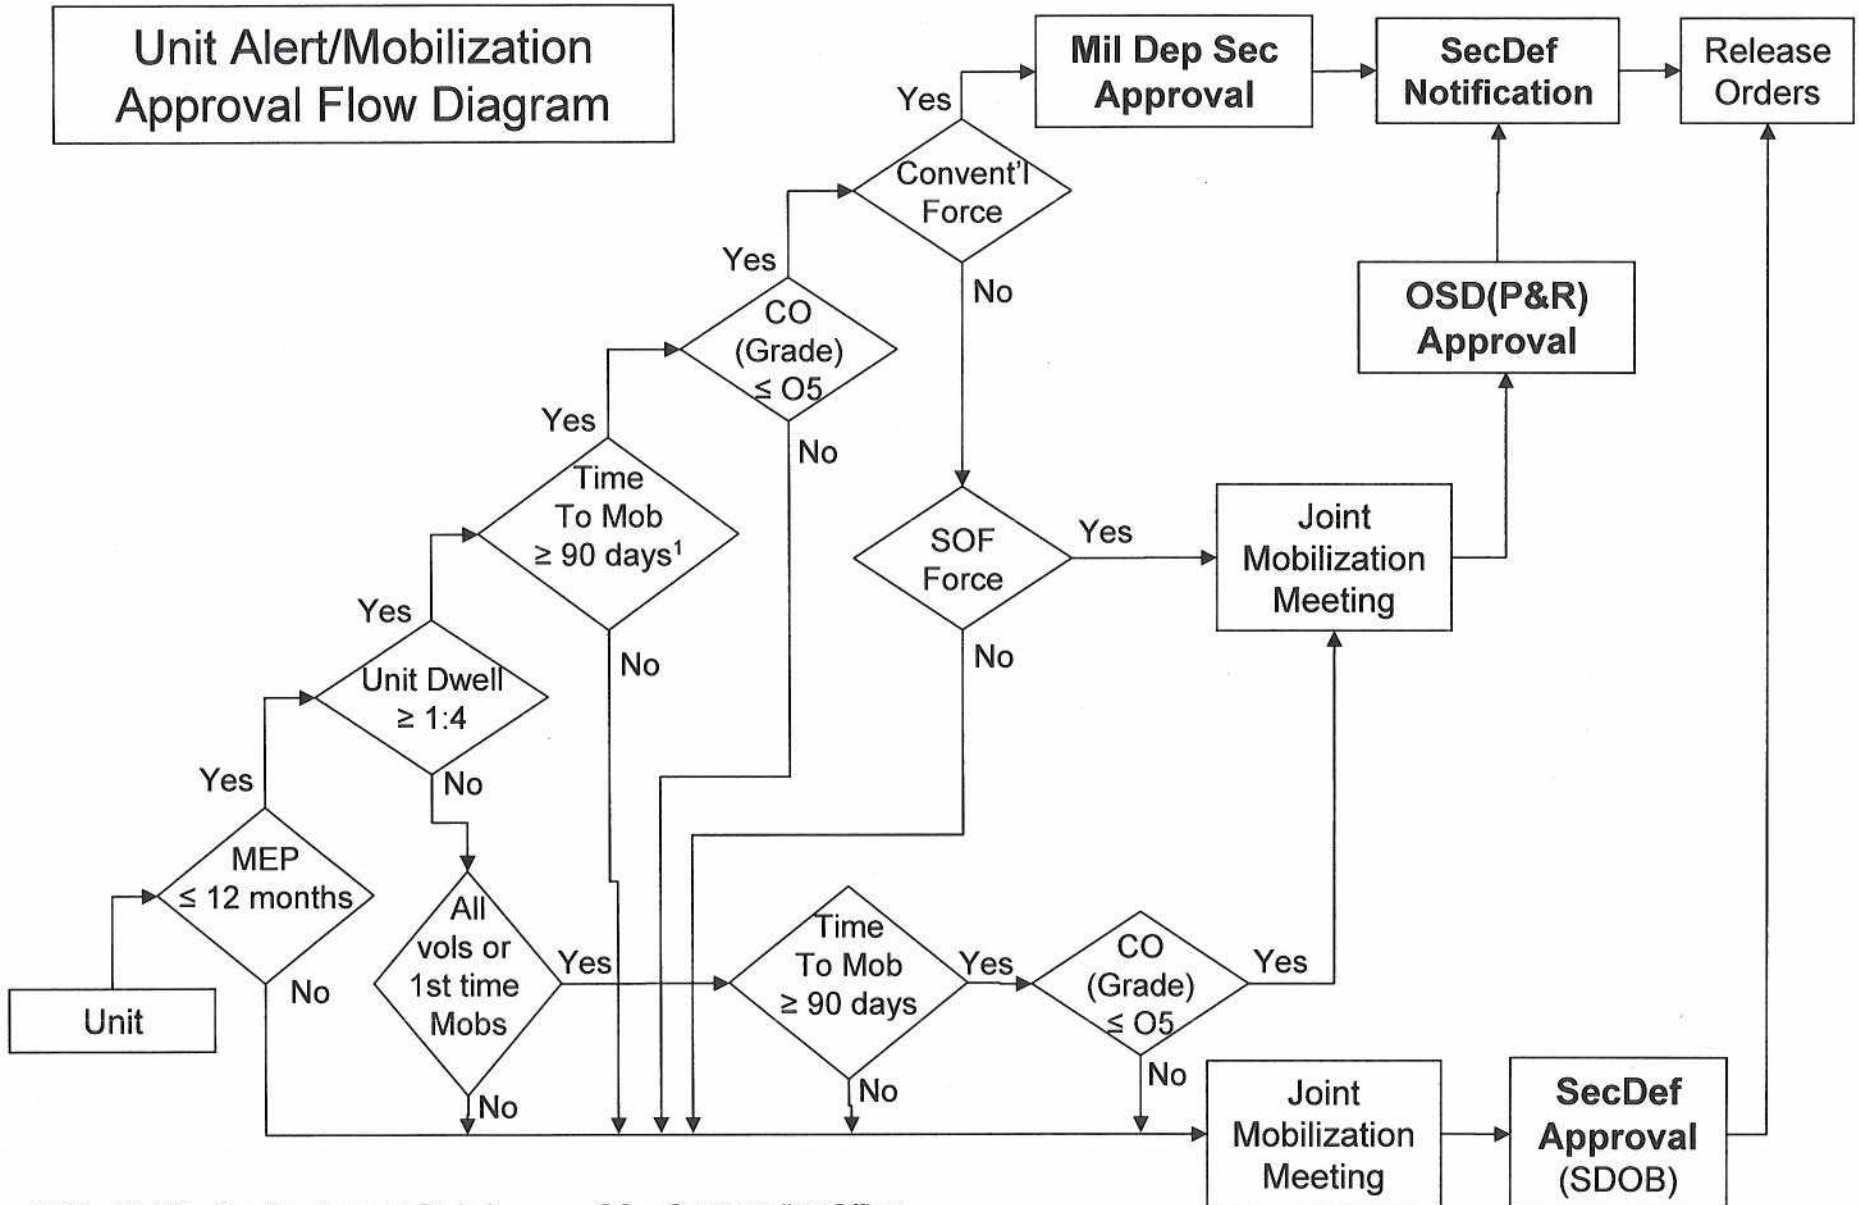 Unit Alert/Mobilization
Approval Flow Diagram
Mil Dep Sec
Approval
SecDef
Notification
Release
Orders
Yes
Convent'l
Force
No
Yes
CO
(Grade)
≤ O5
No
OSD(P&R)
Approval
Yes
Time
To Mob
≥ 90 days¹
No
SOF
Force
Yes
No
Joint
Mobilization
Meeting
Yes
Unit Dwell
≥ 1:4
No
Yes
MEP
≤ 12 months
No
Unit
All
vols or
1st time
Mobs
Yes
No
Time
To Mob
≥ 90 days
Yes
No
CO
(Grade)
≤ O5
Yes
No
Joint
Mobilization
Meeting
SecDef
Approval
(SDOB)